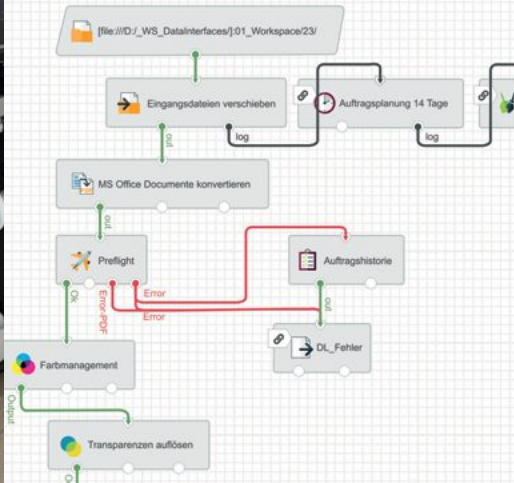 [file:///D:/_WS_DataInterfaces/]:01_Workspace/23/
Eingangsdateien verschieben
Auftragsplanung 14 Tage
out
log
log
MS Office Documente konvertieren
out
Preflight
Auftragshistorie
Ok
Error-PDF
Error
Error
out
DL_Fehler
Farbmanagement
Output
Transparenzen auflösen